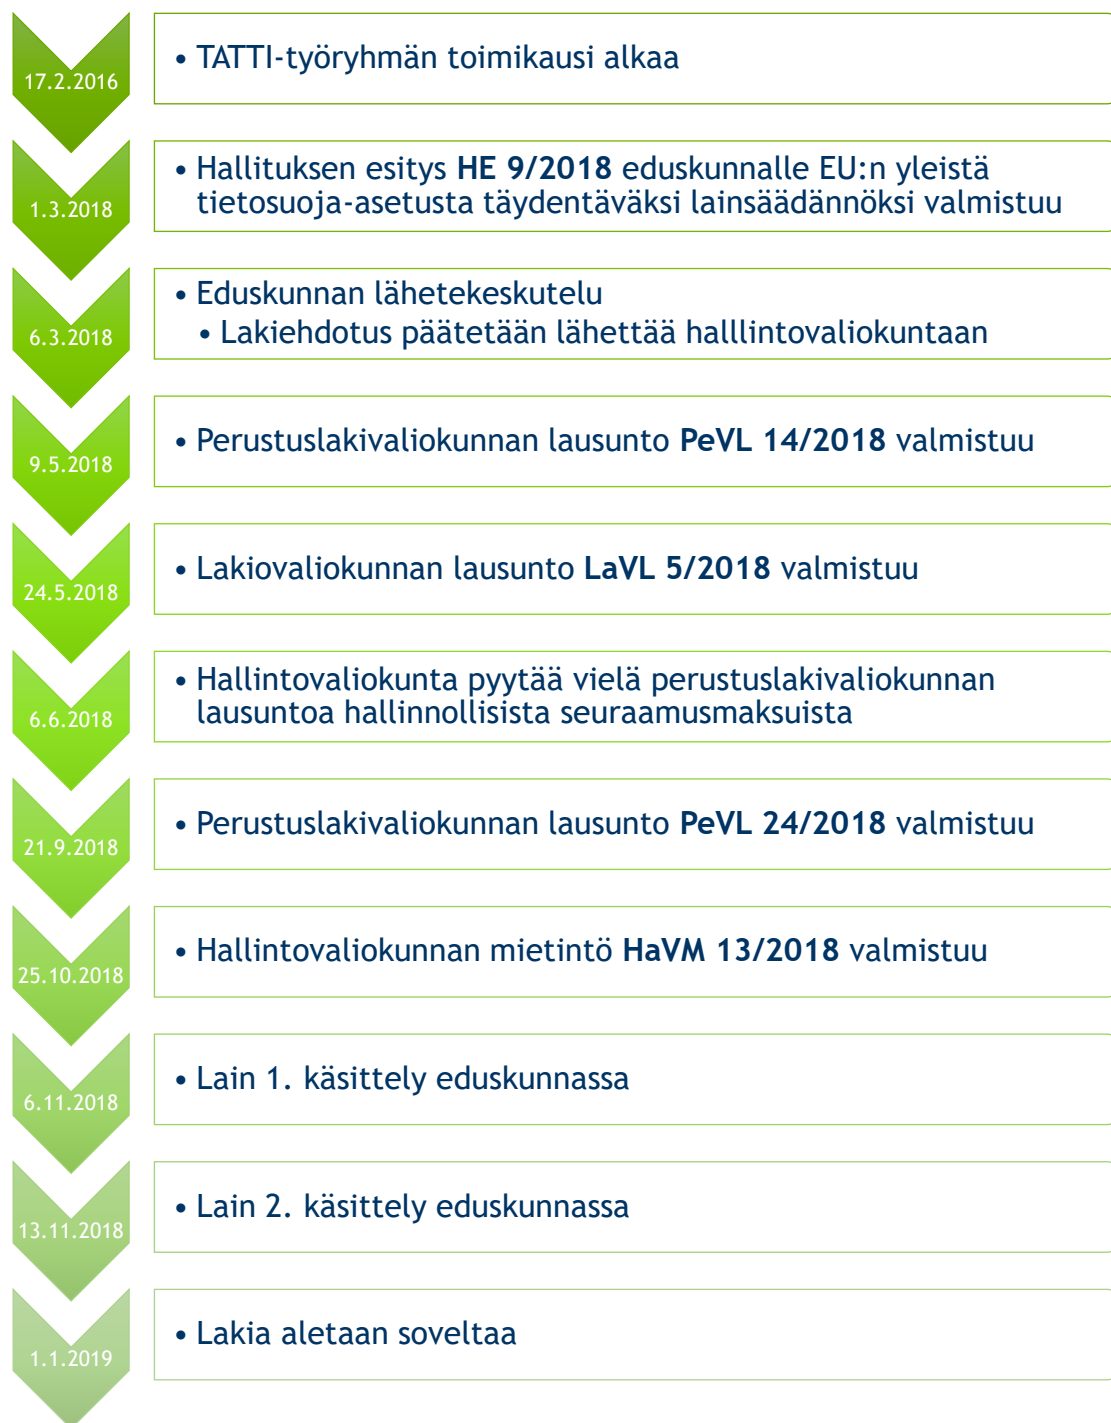 17.2.2016
• TATTI-työryhmän toimikausi alkaa
1.3.2018
• Hallituksen esitys HE 9/2018 eduskunnalle EU:n yleistä
tietosuoja-asetusta täydentäväksi lainsäädännöksi valmistuu
6.3.2018
• Eduskunnan lähetekeskutelu
• Lakiehdotus päätetään lähettää halllintovaliokuntaan
9.5.2018
• Perustuslakivaliokunnan lausunto PeVL 14/2018 valmistuu
24.5.2018
• Lakiovaliokunnan lausunto LaVL 5/2018 valmistuu
6.6.2018
• Hallintovaliokunta pyytää vielä perustuslakivaliokunnan
lausuntoa hallinnollisista seuraamusmaksuista
21.9.2018
• Perustuslakivaliokunnan lausunto PeVL 24/2018 valmistuu
25.10.2018
• Hallintovaliokunnan mietintö HaVM 13/2018 valmistuu
6.11.2018
• Lain 1. käsittely eduskunnassa
13.11.2018
• Lain 2. käsittely eduskunnassa
1.1.2019
• Lakia aletaan soveltaa